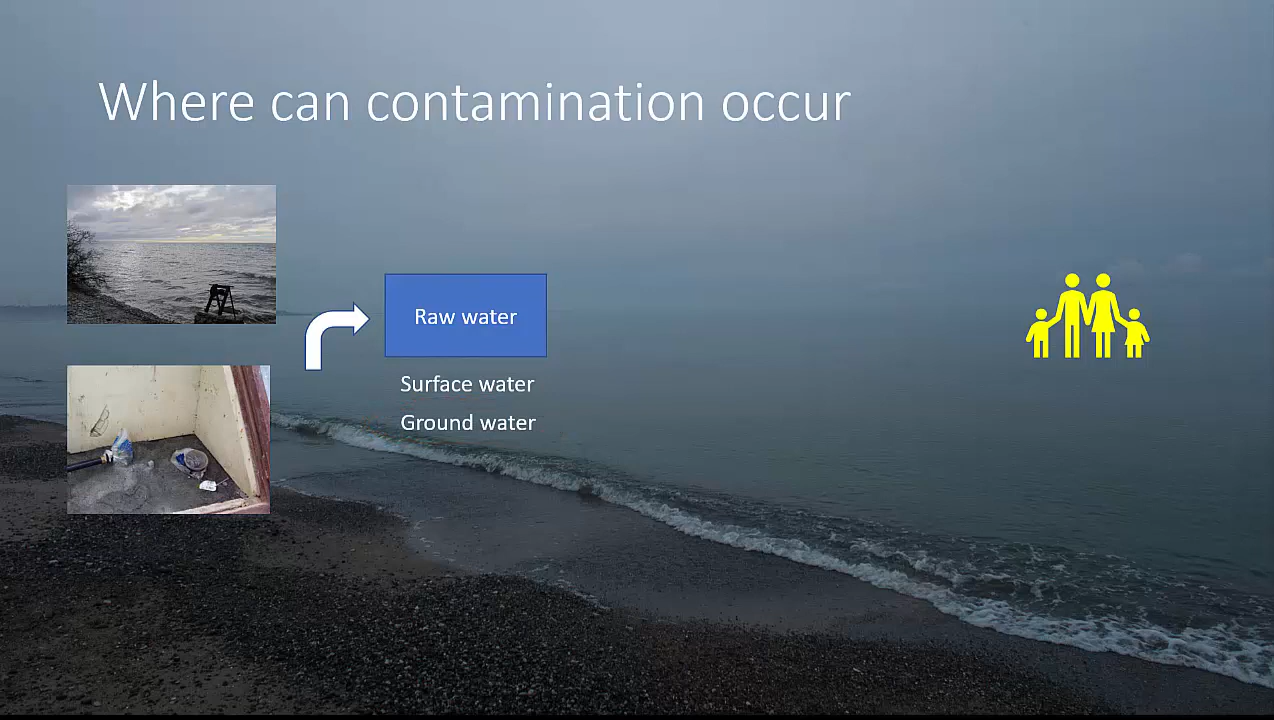 Where can contamination occur
Raw water
Surface water
Ground water